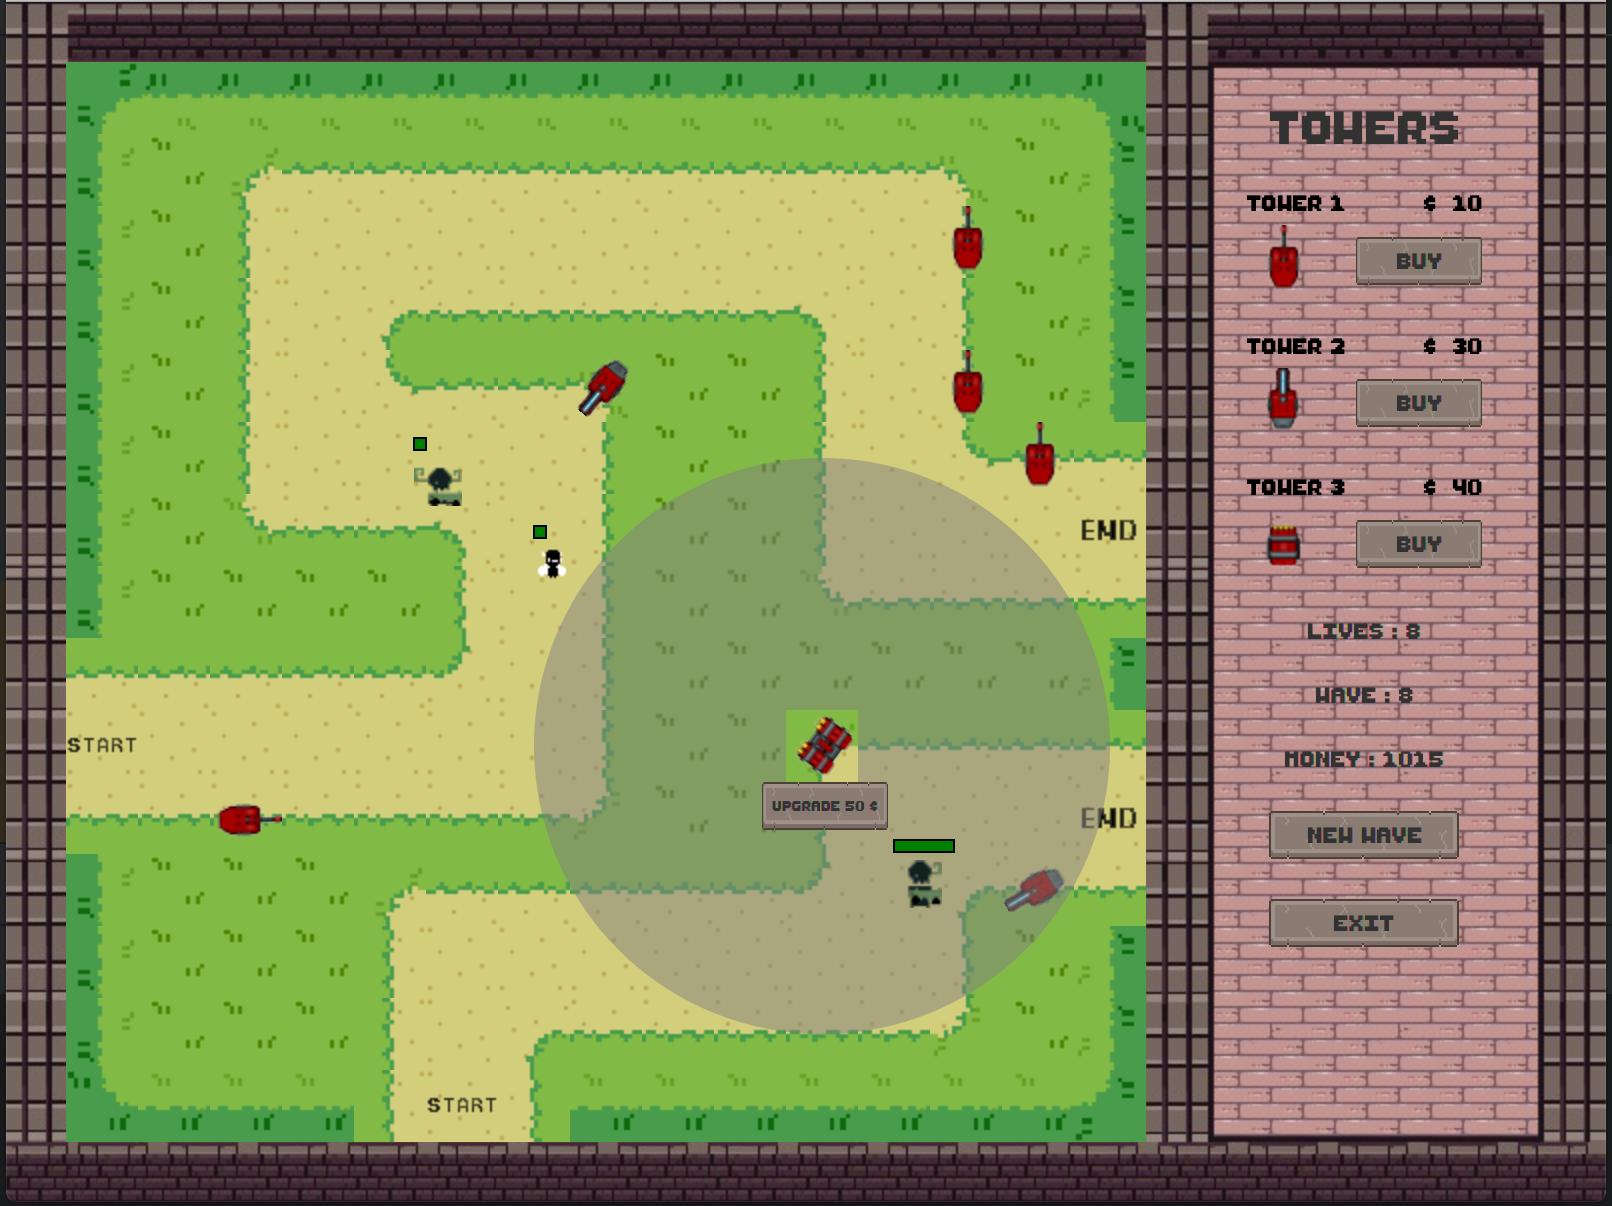 TOWERS
TOWER 1 ¢ 10
BUY
TOWER 2 ¢ 30
BUY
TOWER 3 ¢ 40
BUY
LIVES : 8
WAVE : 8
MONEY : 1015
NEW WAVE
EXIT
END
START
UPGRADE 50 ¢
END
START